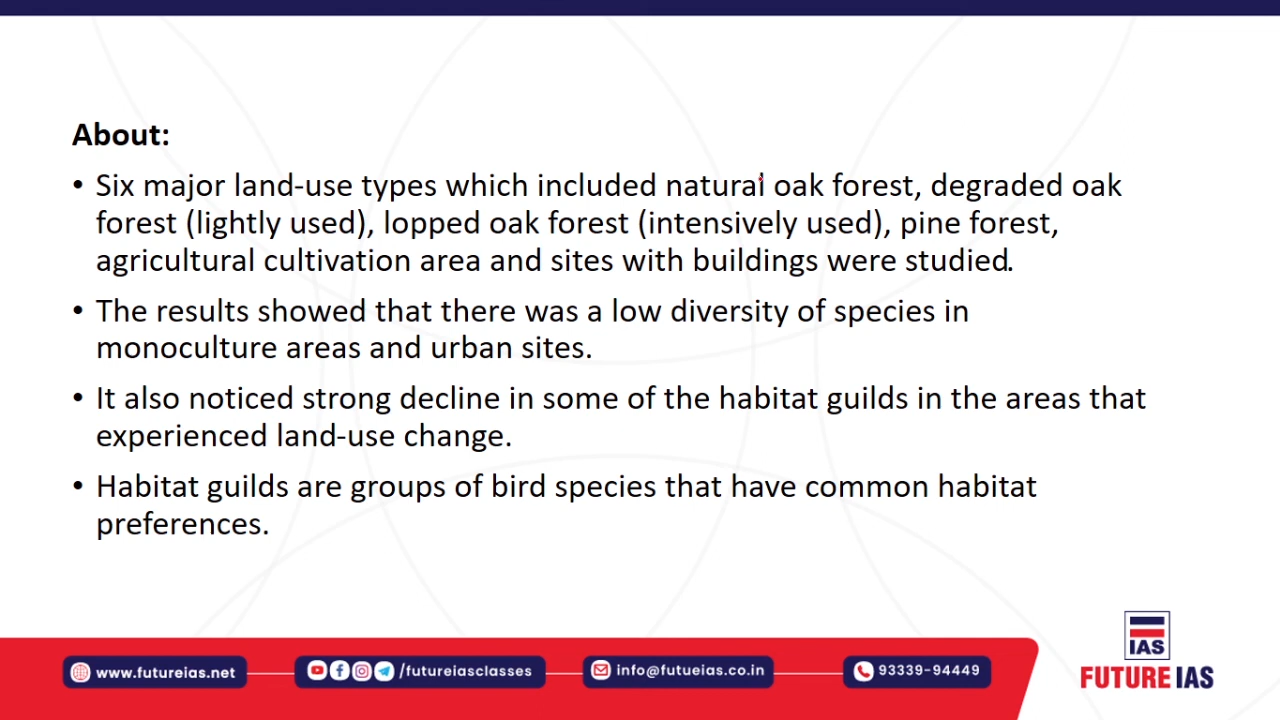 About:
• Six major land-use types which included natural oak forest, degraded oak
forest (lightly used), lopped oak forest (intensively used), pine forest,
agricultural cultivation area and sites with buildings were studied.
• The results showed that there was a low diversity of species in
monoculture areas and urban sites.
• It also noticed strong decline in some of the habitat guilds in the areas that
experienced land-use change.
• Habitat guilds are groups of bird species that have common habitat
preferences.
IAS
FUTURE IAS
www.futureias.net
/futureiasclasses
info@futueias.co.in
93339-94449